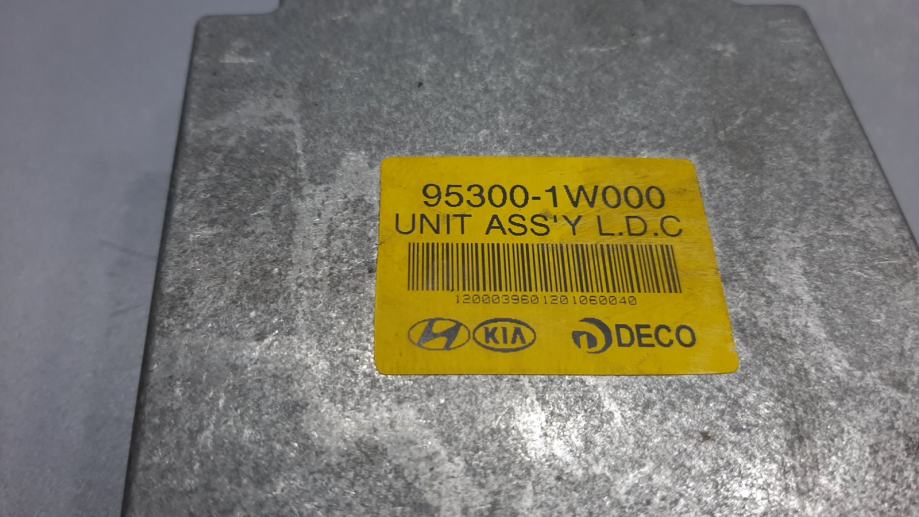 95300-1W000
UNIT ASS'Y L.D.C
1200039601201060040
KIA DECO